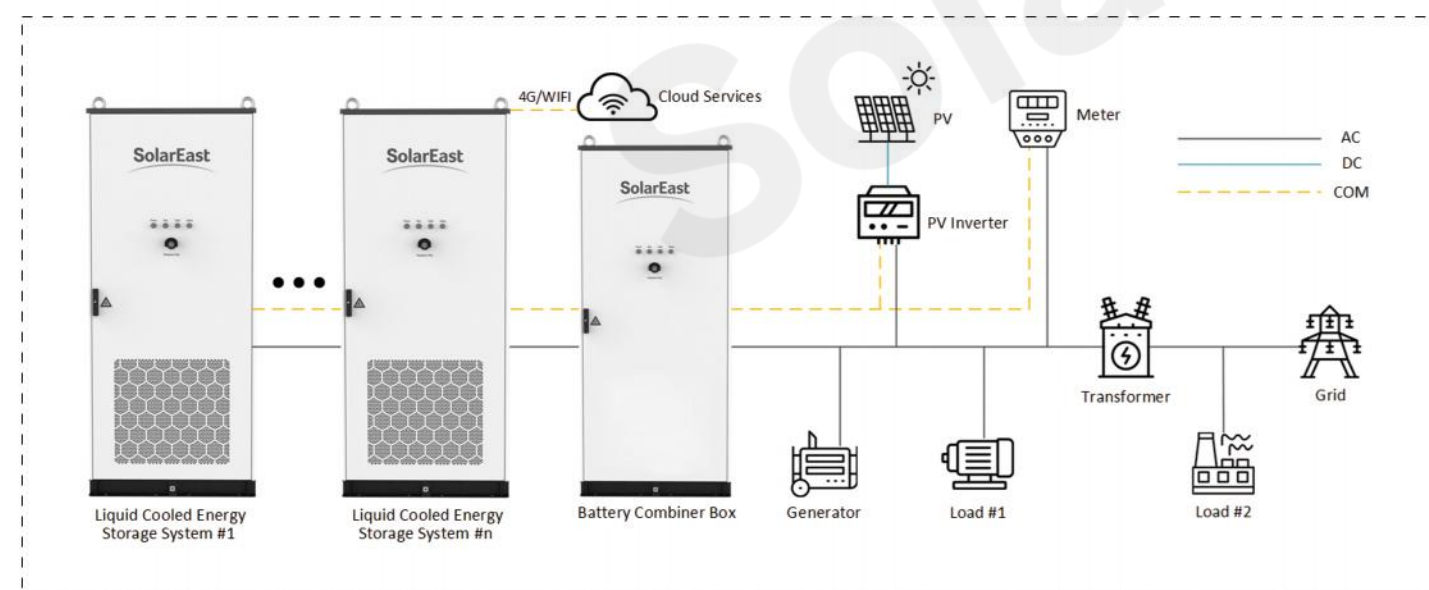 4G/WIFI
Cloud Services
SolarEast
SolarEast
SolarEast
PV
Meter
AC
DC
COM
PV Inverter
Transformer
Grid
Liquid Cooled Energy
Storage System #1
Liquid Cooled Energy
Storage System #n
Battery Combiner Box
Generator
Load #1
Load #2